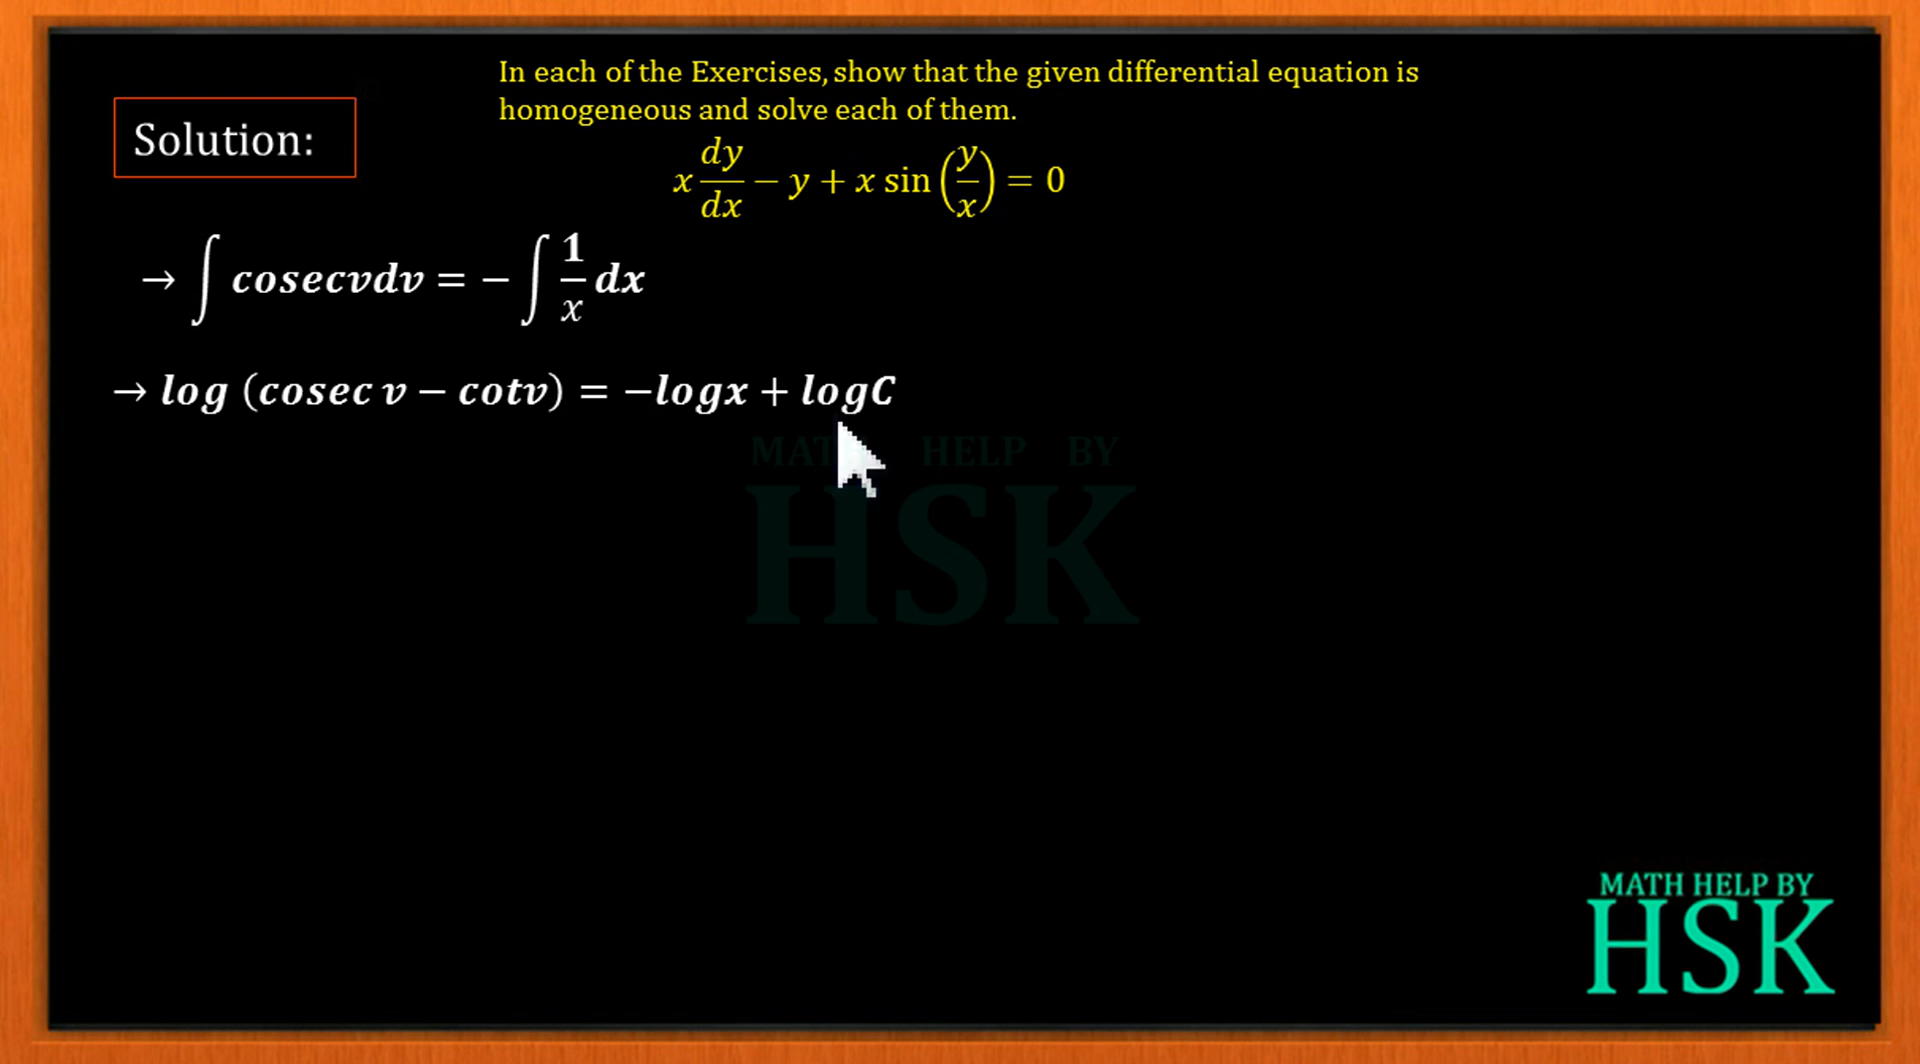 In each of the Exercises, show that the given differential equation is
homogeneous and solve each of them.
Solution:
x dy/dx − y + x sin (y/x) = 0
→ ∫ cosecvdv = − ∫ 1/x dx
→ log (cosec v − cotv) = −logx + logC
MATH HELP BY
HSK
MATH HELP BY
HSK